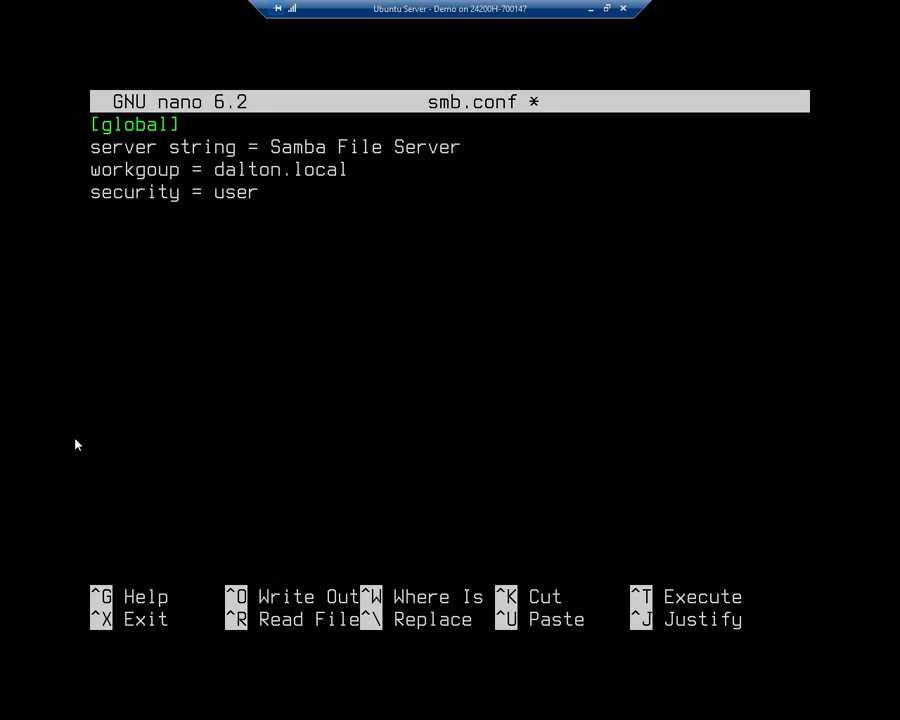 Ubuntu Server - Demo on 24200H-700147
GNU nano 6.2 smb.conf *
[global]
server string = Samba File Server
workgoup = dalton.local
security = user
^G Help ^O Write Out ^W Where Is ^K Cut ^T Execute
^X Exit ^R Read File ^\ Replace ^U Paste ^J Justify